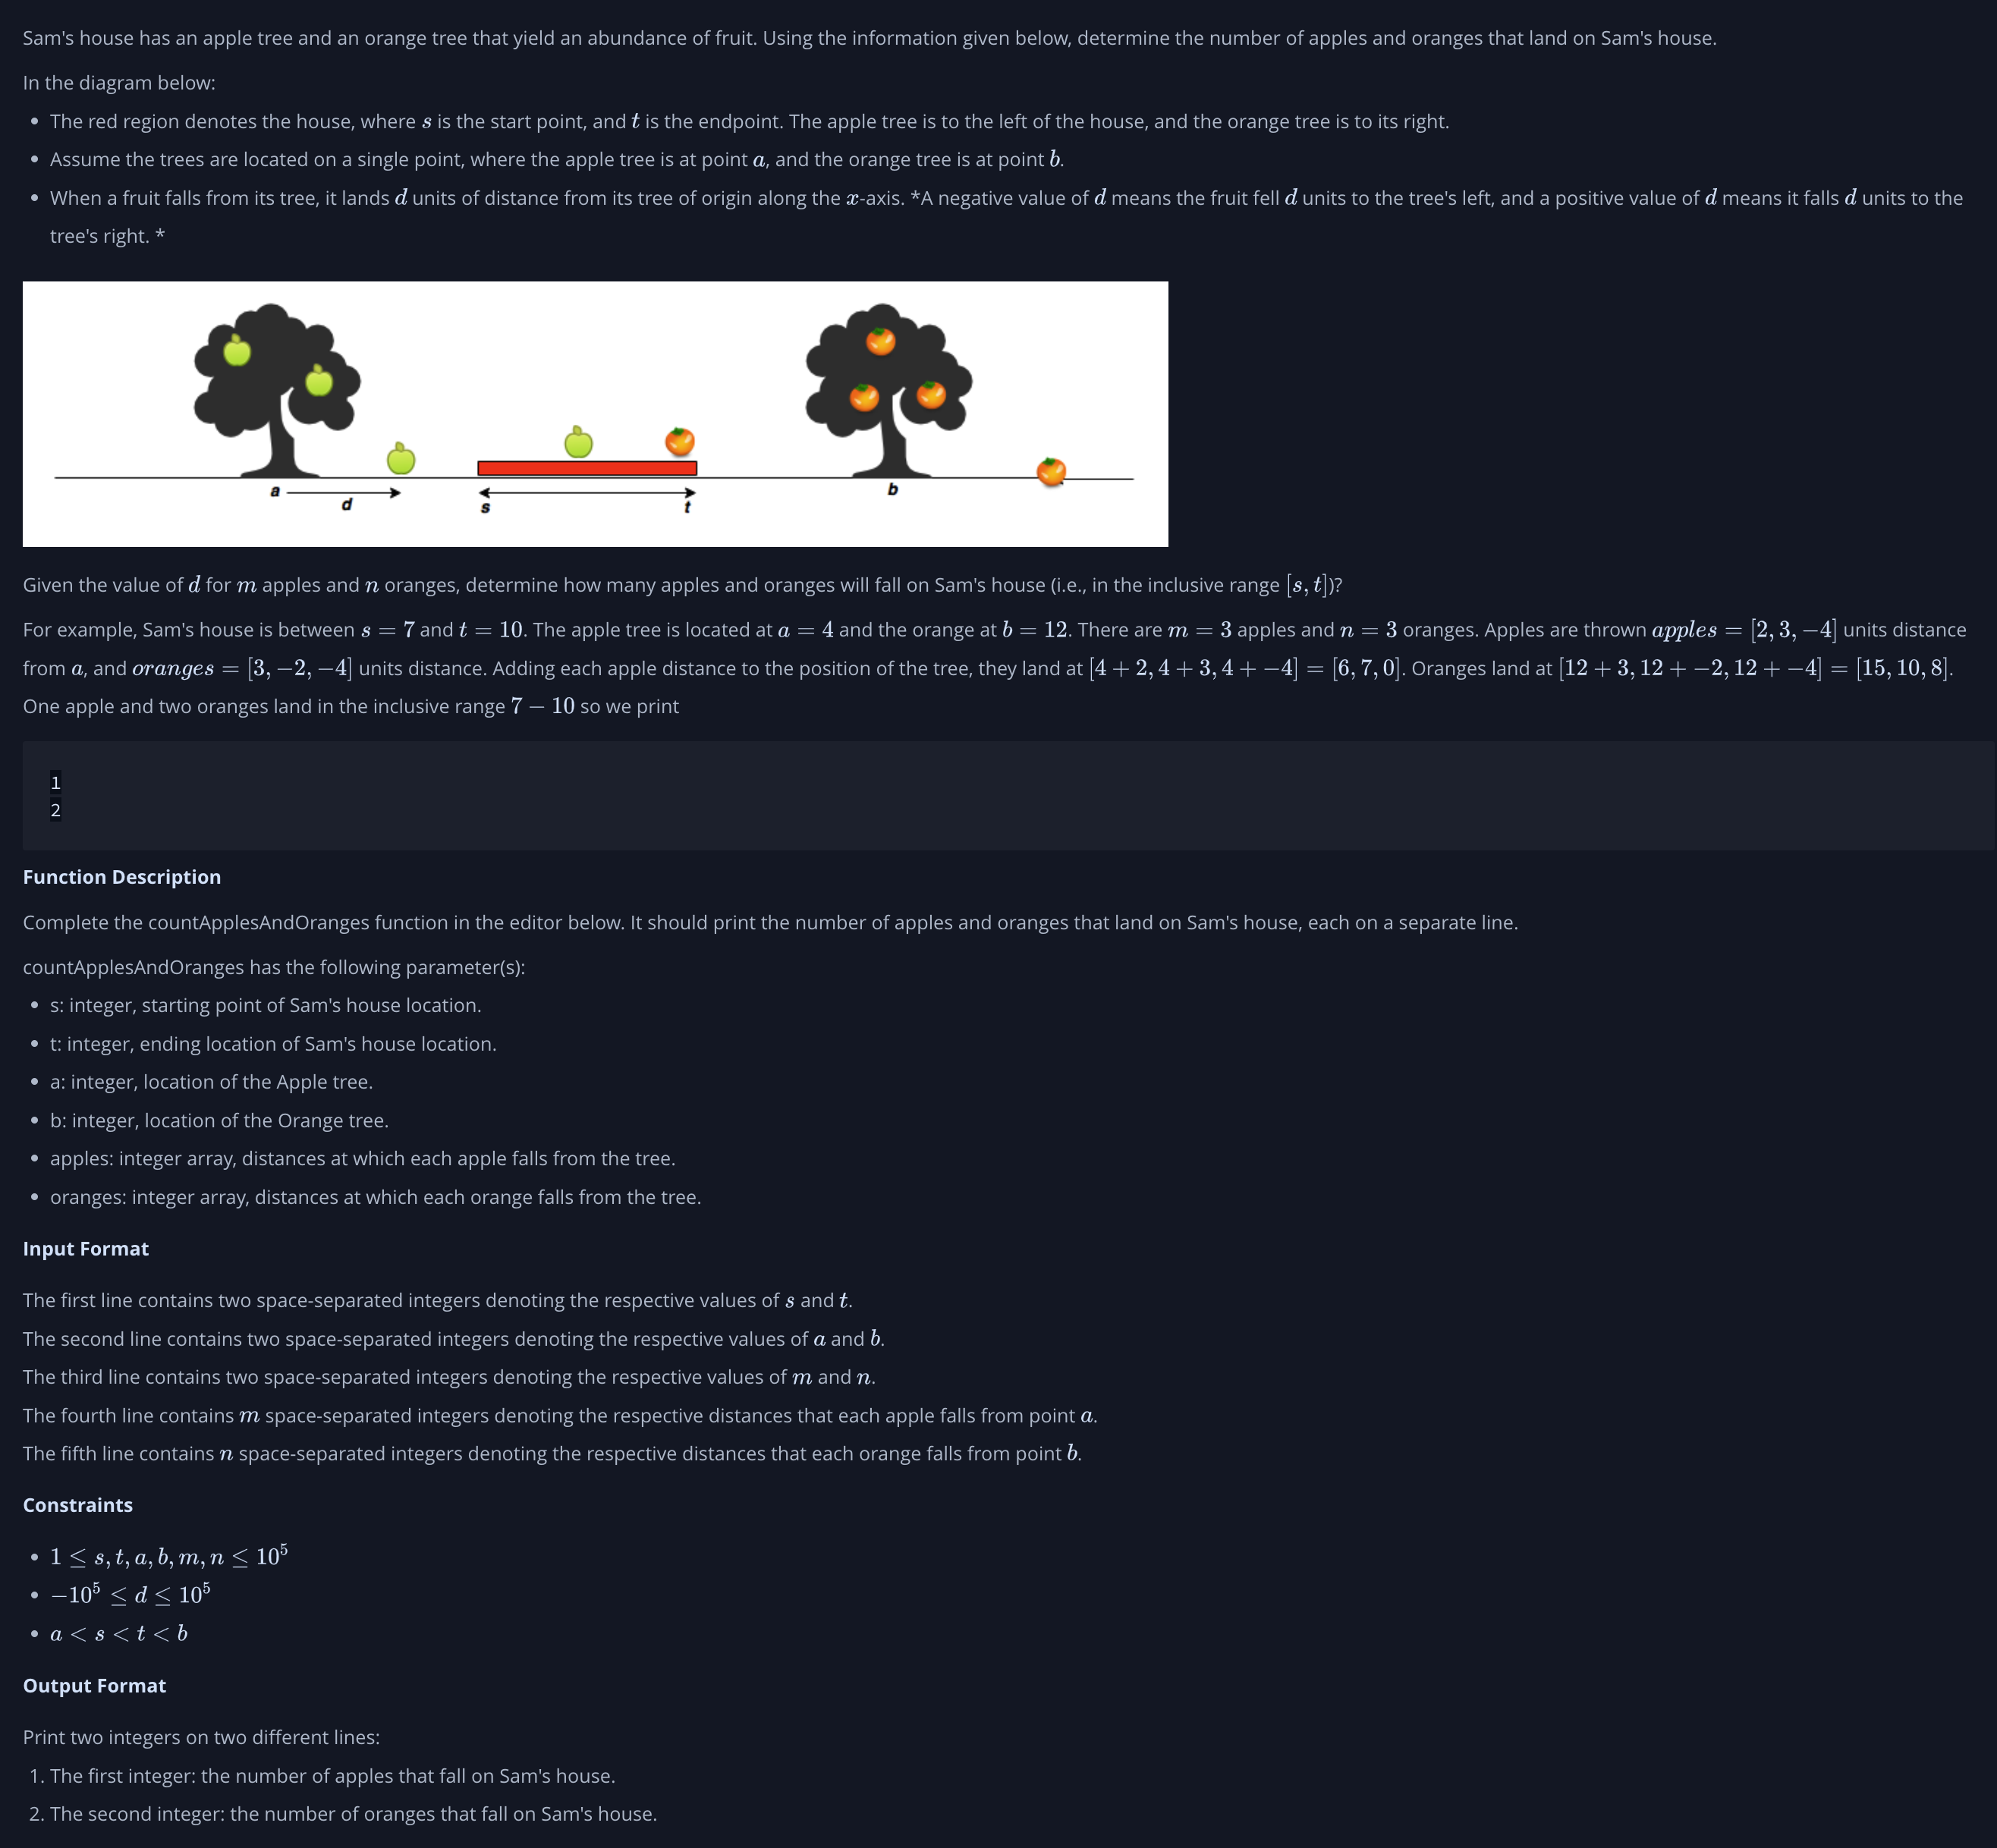 Sam's house has an apple tree and an orange tree that yield an abundance of fruit. Using the information given below, determine the number of apples and oranges that land on Sam's house.
In the diagram below:
• The red region denotes the house, where s is the start point, and t is the endpoint. The apple tree is to the left of the house, and the orange tree is to its right.
• Assume the trees are located on a single point, where the apple tree is at point a, and the orange tree is at point b.
• When a fruit falls from its tree, it lands d units of distance from its tree of origin along the x-axis. *A negative value of d means the fruit fell d units to the tree's left, and a positive value of d means it falls d units to the
tree's right. *
a d s t b
Given the value of d for m apples and n oranges, determine how many apples and oranges will fall on Sam's house (i.e., in the inclusive range [s, t])?
For example, Sam's house is between s = 7 and t = 10. The apple tree is located at a = 4 and the orange at b = 12. There are m = 3 apples and n = 3 oranges. Apples are thrown apples = [2, 3, −4] units distance
from a, and oranges = [3, −2, −4] units distance. Adding each apple distance to the position of the tree, they land at [4 + 2, 4 + 3, 4 + −4] = [6, 7, 0]. Oranges land at [12 + 3, 12 + −2, 12 + −4] = [15, 10, 8].
One apple and two oranges land in the inclusive range 7 − 10 so we print
1
2
Function Description
Complete the countApplesAndOranges function in the editor below. It should print the number of apples and oranges that land on Sam's house, each on a separate line.
countApplesAndOranges has the following parameter(s):
• s: integer, starting point of Sam's house location.
• t: integer, ending location of Sam's house location.
• a: integer, location of the Apple tree.
• b: integer, location of the Orange tree.
• apples: integer array, distances at which each apple falls from the tree.
• oranges: integer array, distances at which each orange falls from the tree.
Input Format
The first line contains two space-separated integers denoting the respective values of s and t.
The second line contains two space-separated integers denoting the respective values of a and b.
The third line contains two space-separated integers denoting the respective values of m and n.
The fourth line contains m space-separated integers denoting the respective distances that each apple falls from point a.
The fifth line contains n space-separated integers denoting the respective distances that each orange falls from point b.
Constraints
• 1 ≤ s, t, a, b, m, n ≤ 10⁵
• −10⁵ ≤ d ≤ 10⁵
• a < s < t < b
Output Format
Print two integers on two different lines:
1. The first integer: the number of apples that fall on Sam's house.
2. The second integer: the number of oranges that fall on Sam's house.